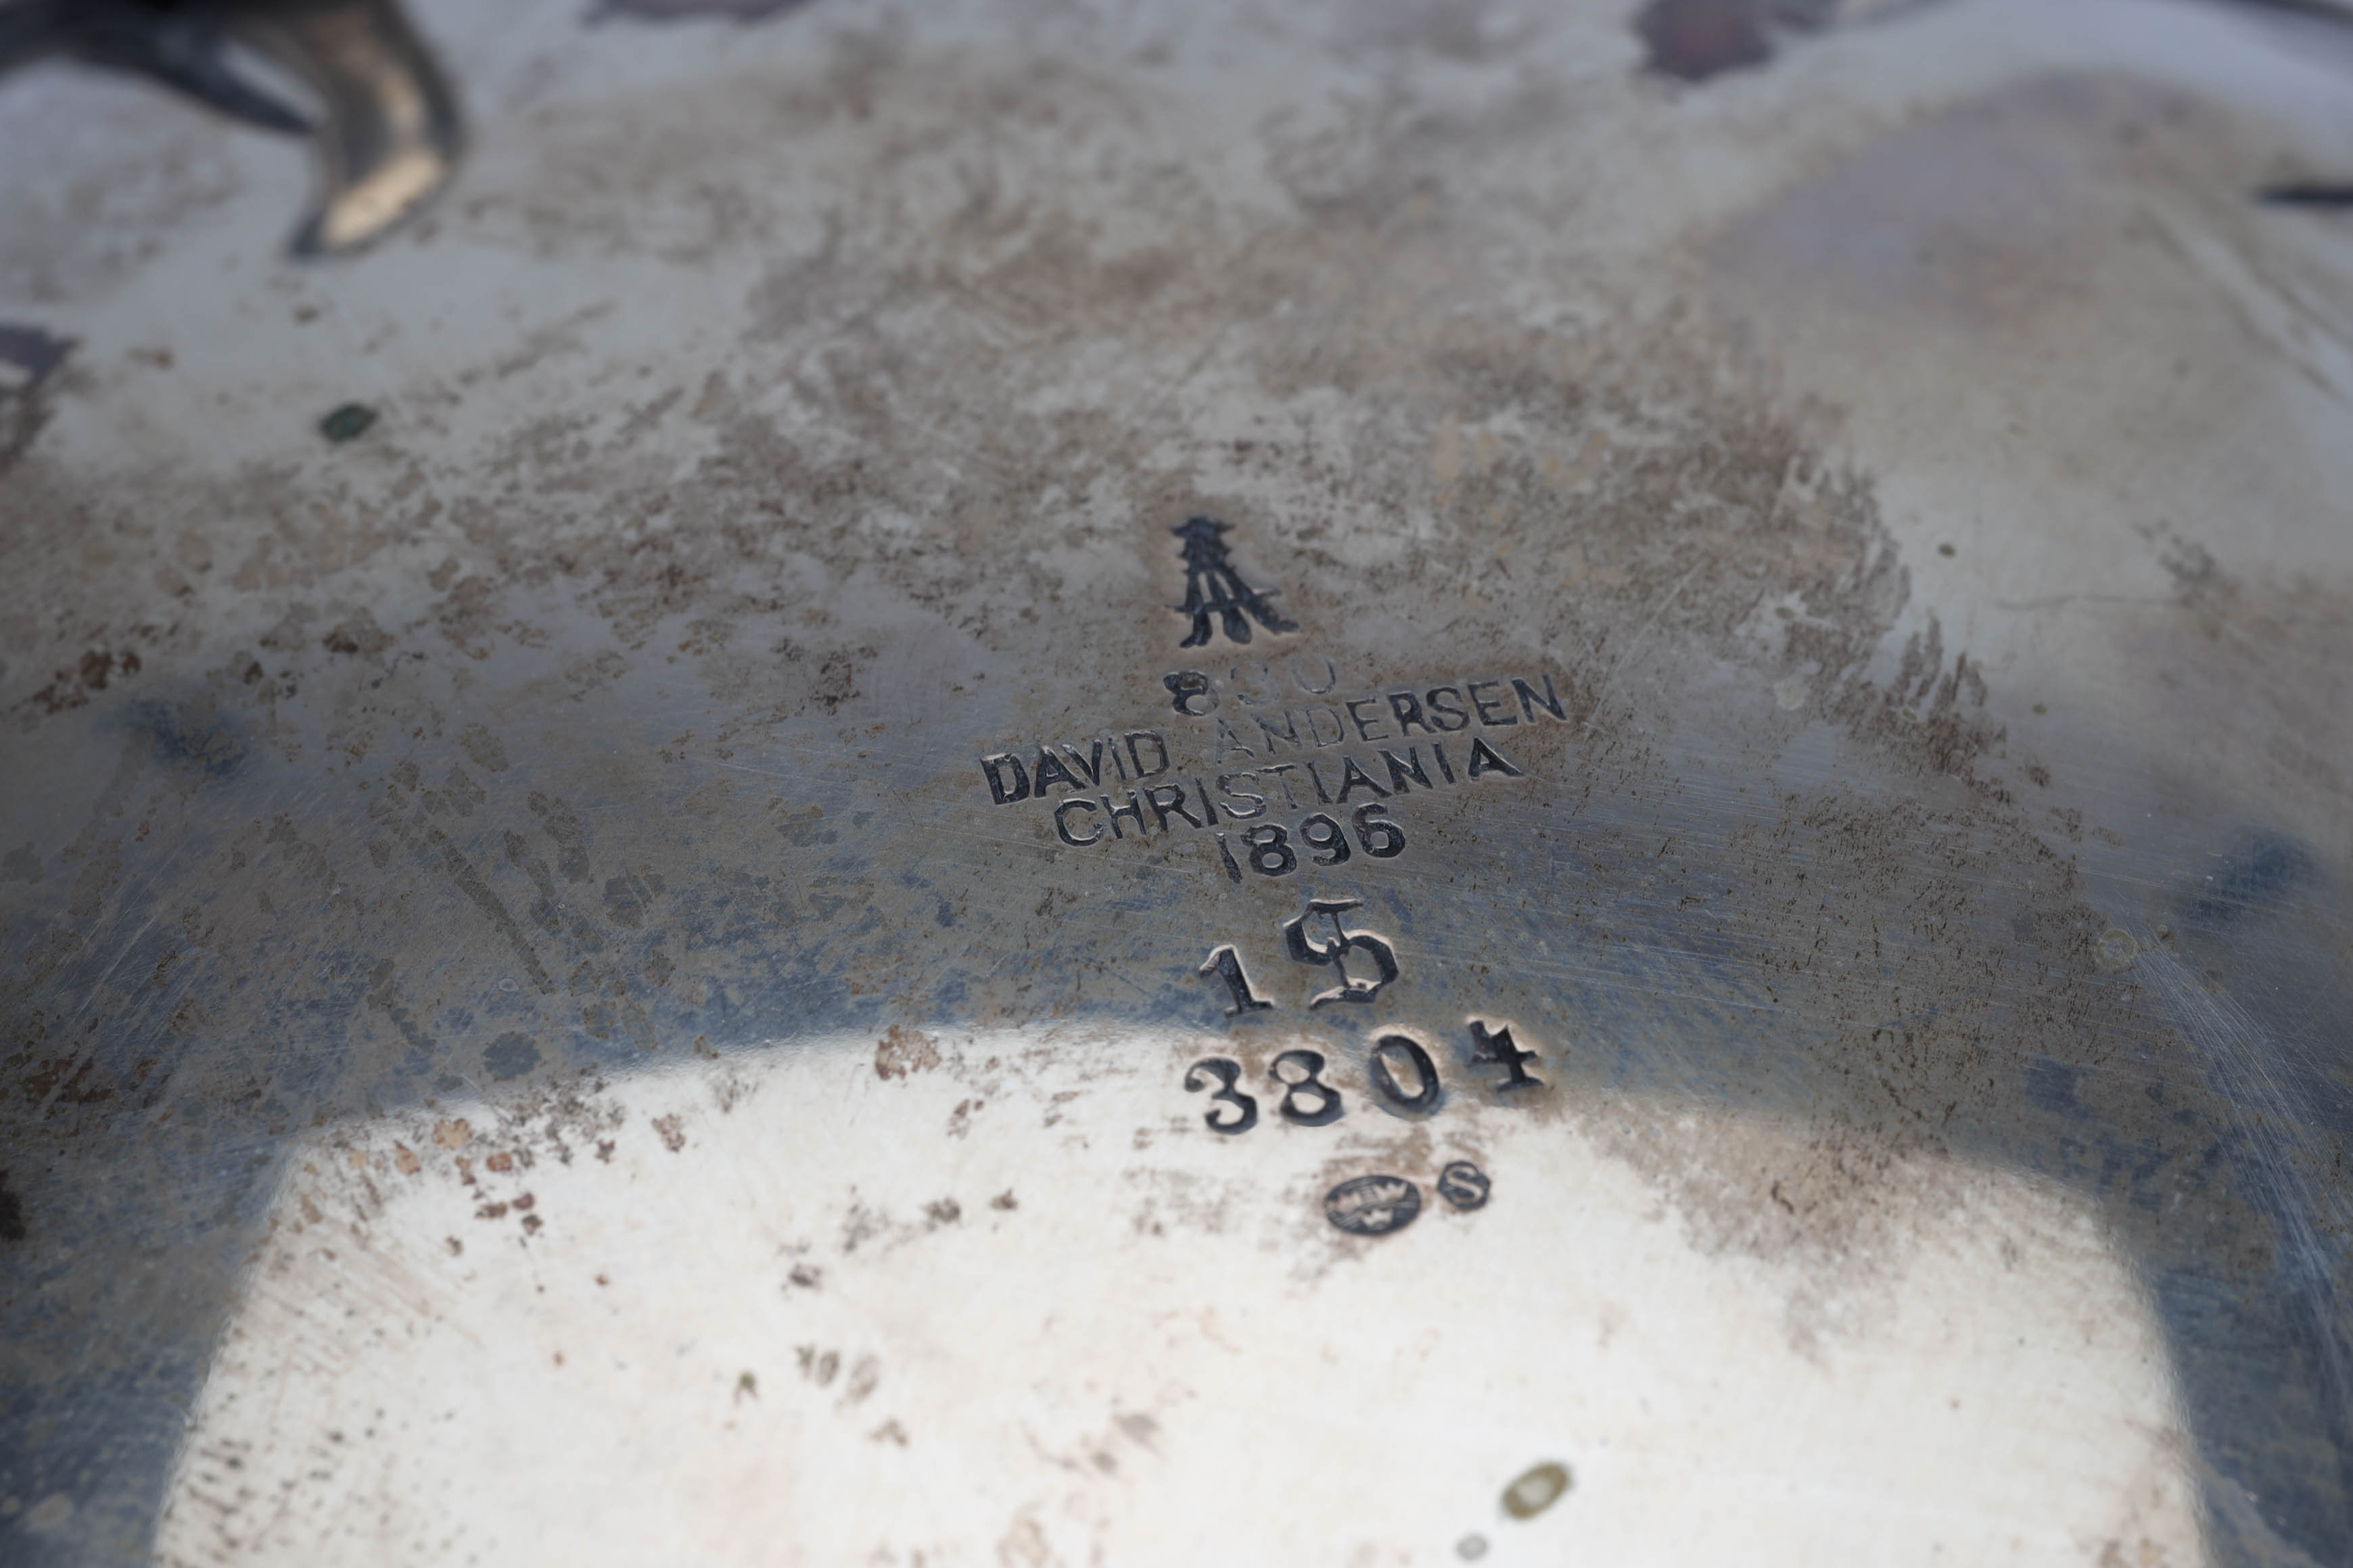 830
DAVID ANDERSEN
CHRISTIANIA
1896
15
3804
S